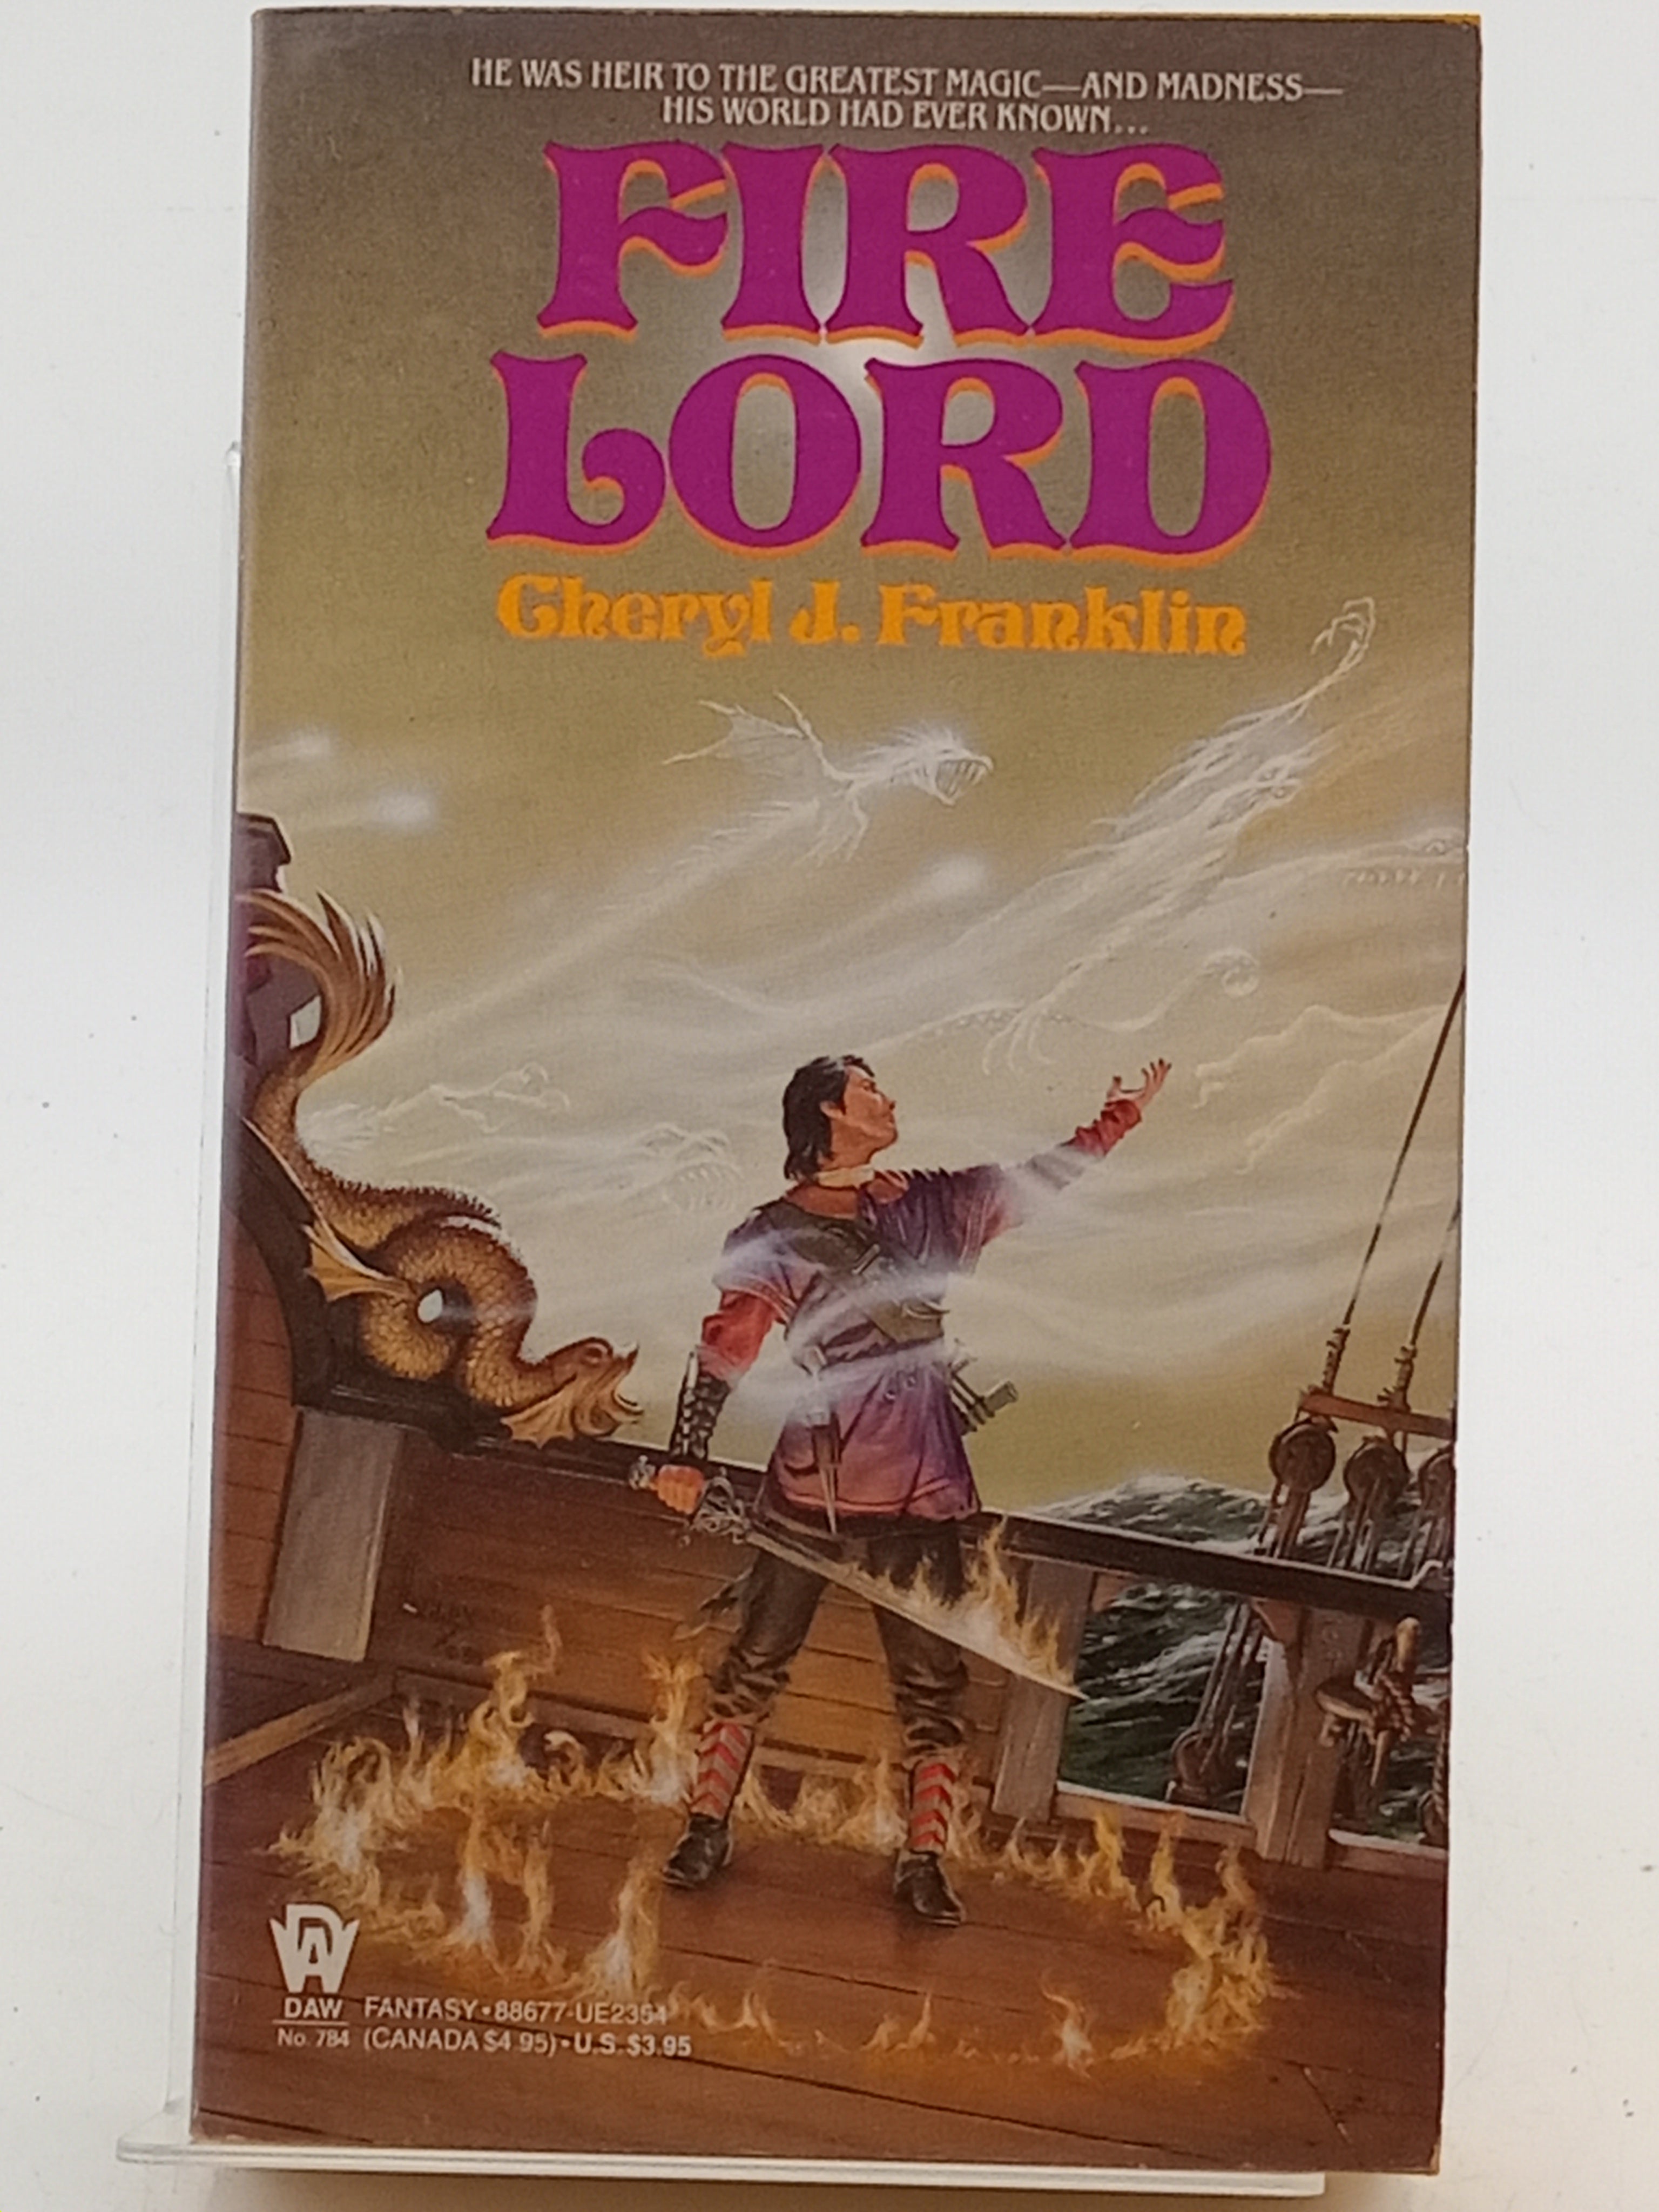 HE WAS HEIR TO THE GREATEST MAGIC—AND MADNESS—
HIS WORLD HAD EVER KNOWN...
FIRE
LORD
Cheryl J. Franklin
DAW
DAW
No. 784
FANTASY • 88677-UE2354
(CANADA $4.95) • U.S. $3.95